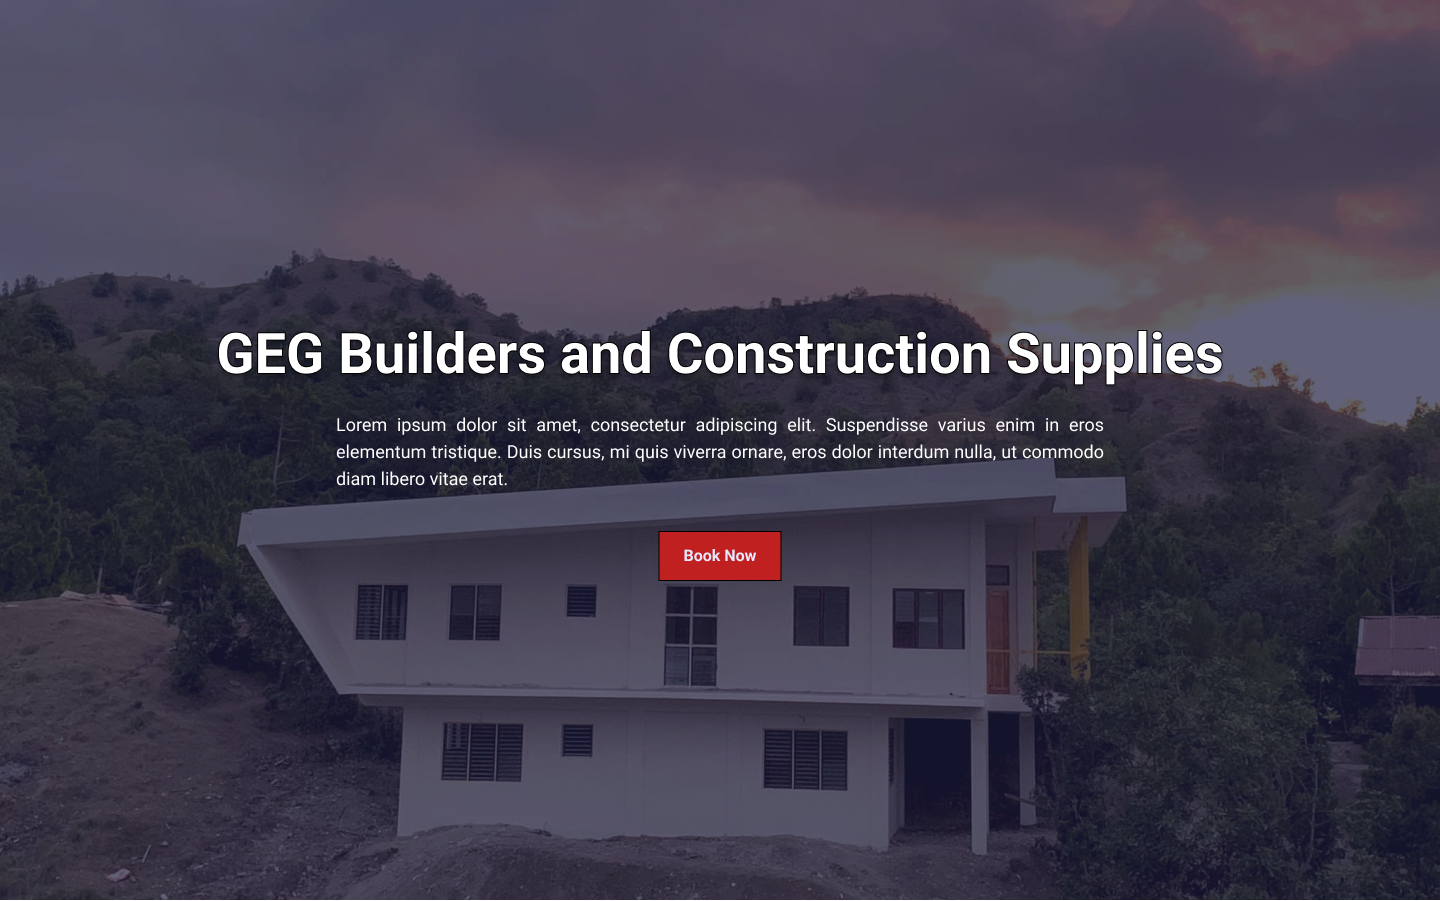 GEG Builders and Construction Supplies
Lorem ipsum dolor sit amet, consectetur adipiscing elit. Suspendisse varius enim in eros
elementum tristique. Duis cursus, mi quis viverra ornare, eros dolor interdum nulla, ut commodo
diam libero vitae erat.
Book Now